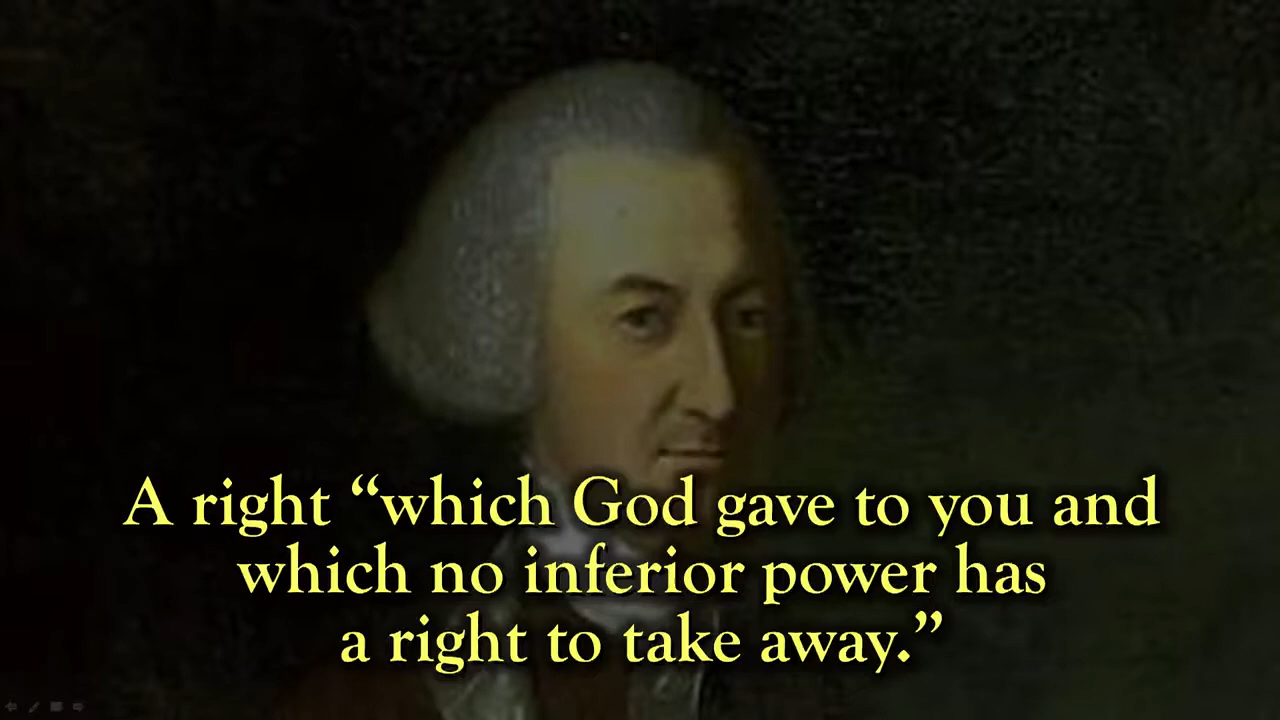 A right “which God gave to you and
which no inferior power has
a right to take away.”